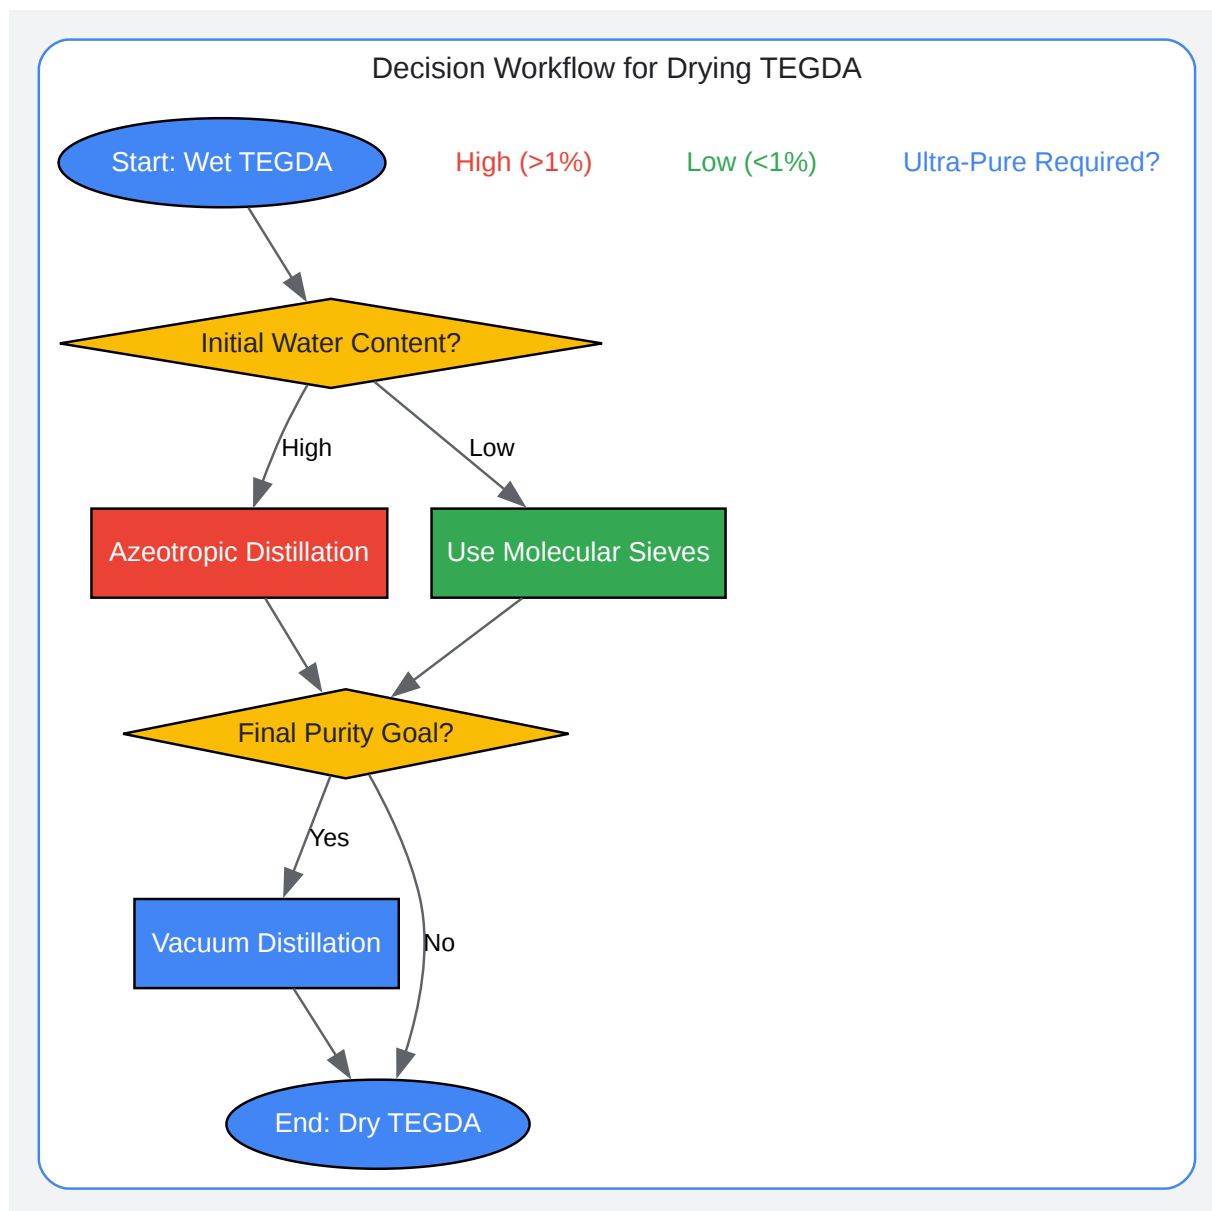 Decision Workflow for Drying TEGDA
Start: Wet TEGDA
High (>1%)
Low (<1%)
Ultra-Pure Required?
Initial Water Content?
High
Low
Azeotropic Distillation
Use Molecular Sieves
Final Purity Goal?
Yes
Vacuum Distillation
No
End: Dry TEGDA